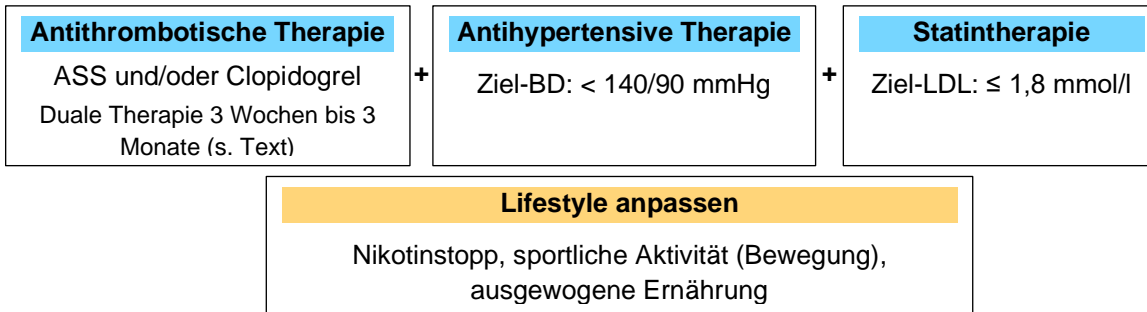 Antithrombotische Therapie
ASS und/oder Clopidogrel
Duale Therapie 3 Wochen bis 3
Monate (s. Text)
+
Antihypertensive Therapie
Ziel-BD: < 140/90 mmHg
+
Statintherapie
Ziel-LDL: ≤ 1,8 mmol/l
Lifestyle anpassen
Nikotinstopp, sportliche Aktivität (Bewegung),
ausgewogene Ernährung